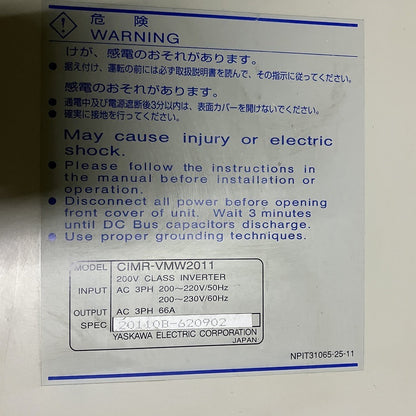 危険
WARNING
けが、感電のおそれがあります。
●据え付け、運転の前には必ず取扱説明書を読んで、その指示に従ってください。
感電のおそれがあります。
●通電中及び電源遮断後3分以内は、表面カバーを開けないでください。
●確実に接地を行ってください。
May cause injury or electric
shock.
● Please follow the instructions in
the manual before installation or
operation.
● Disconnect all power before opening
front cover of unit. Wait 3 minutes
until DC Bus capacitors discharge.
● Use proper grounding techniques.
MODEL CIMR-VMW2011
200V CLASS INVERTER
INPUT AC 3PH 200~220V/50Hz
200~230V/60Hz
OUTPUT AC 3PH 66A
SPEC 20110B-620902
YASKAWA ELECTRIC CORPORATION
JAPAN
NPIT31065-25-11